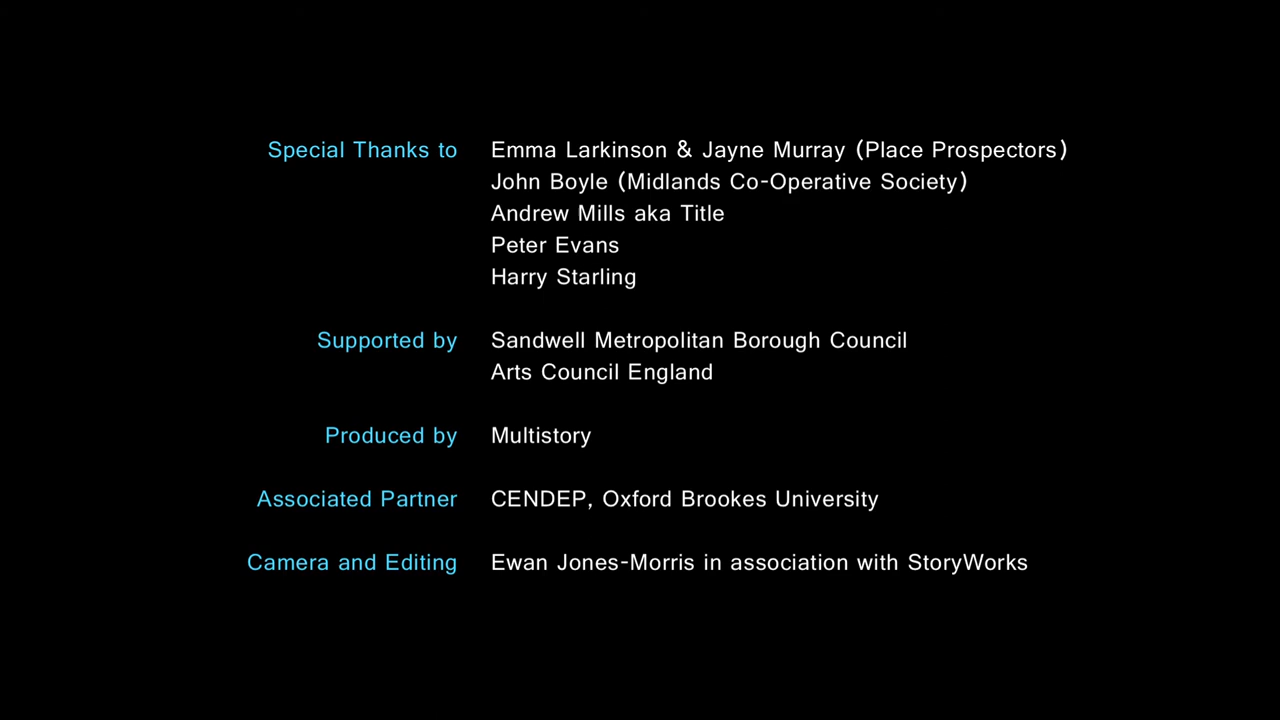 Special Thanks to Emma Larkinson & Jayne Murray (Place Prospectors)
John Boyle (Midlands Co-Operative Society)
Andrew Mills aka Title
Peter Evans
Harry Starling
Supported by Sandwell Metropolitan Borough Council
Arts Council England
Produced by Multistory
Associated Partner CENDEP, Oxford Brookes University
Camera and Editing Ewan Jones-Morris in association with StoryWorks